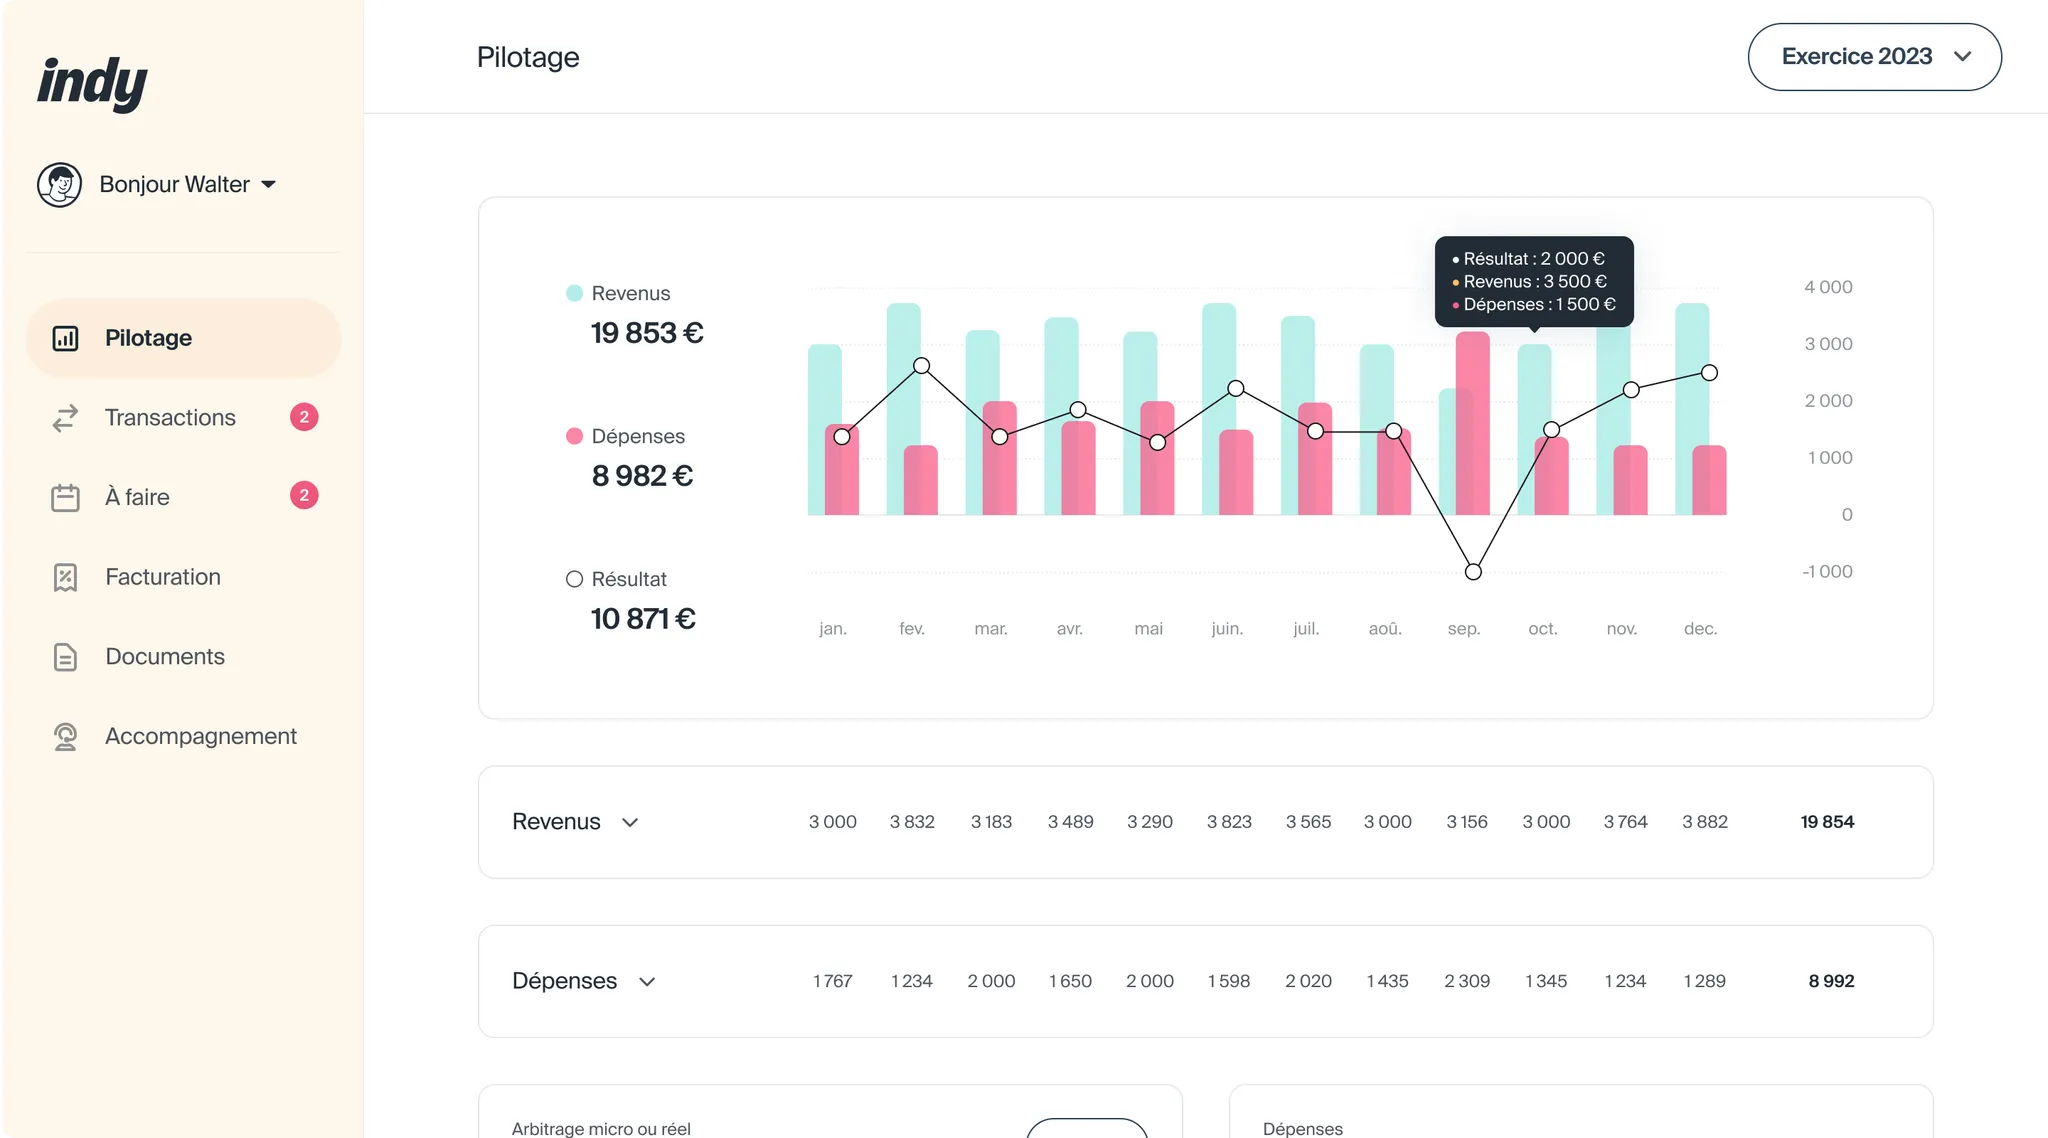 indy
Bonjour Walter
Pilotage
Transactions 2
À faire 2
Facturation
Documents
Accompagnement
Pilotage
Exercice 2023
Revenus
19 853 €
Dépenses
8 982 €
Résultat
10 871 €
Résultat : 2 000 €
Revenus : 3 500 €
Dépenses : 1 500 €
4 000
3 000
2 000
1 000
0
-1 000
jan. fev. mar. avr. mai juin. juil. aoû. sep. oct. nov. dec.
Revenus 3 000 3 832 3 183 3 489 3 290 3 823 3 565 3 000 3 156 3 000 3 764 3 882 19 854
Dépenses 1 767 1 234 2 000 1 650 2 000 1 598 2 020 1 435 2 309 1 345 1 234 1 289 8 992
Arbitrage micro ou réel
Dépenses